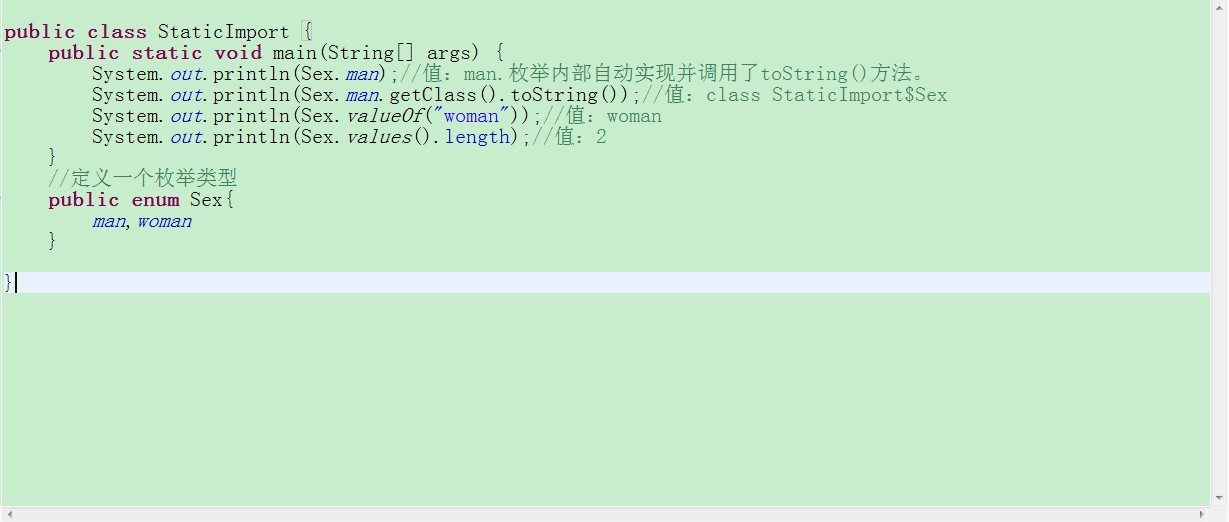 public class StaticImport {
    public static void main(String[] args) {
        System.out.println(Sex.man);//值：man.枚举内部自动实现并调用了toString()方法。
        System.out.println(Sex.man.getClass().toString());//值：class StaticImport$Sex
        System.out.println(Sex.valueOf("woman"));//值：woman
        System.out.println(Sex.values().length);//值：2
    }
    //定义一个枚举类型
    public enum Sex{
        man,woman
    }
}